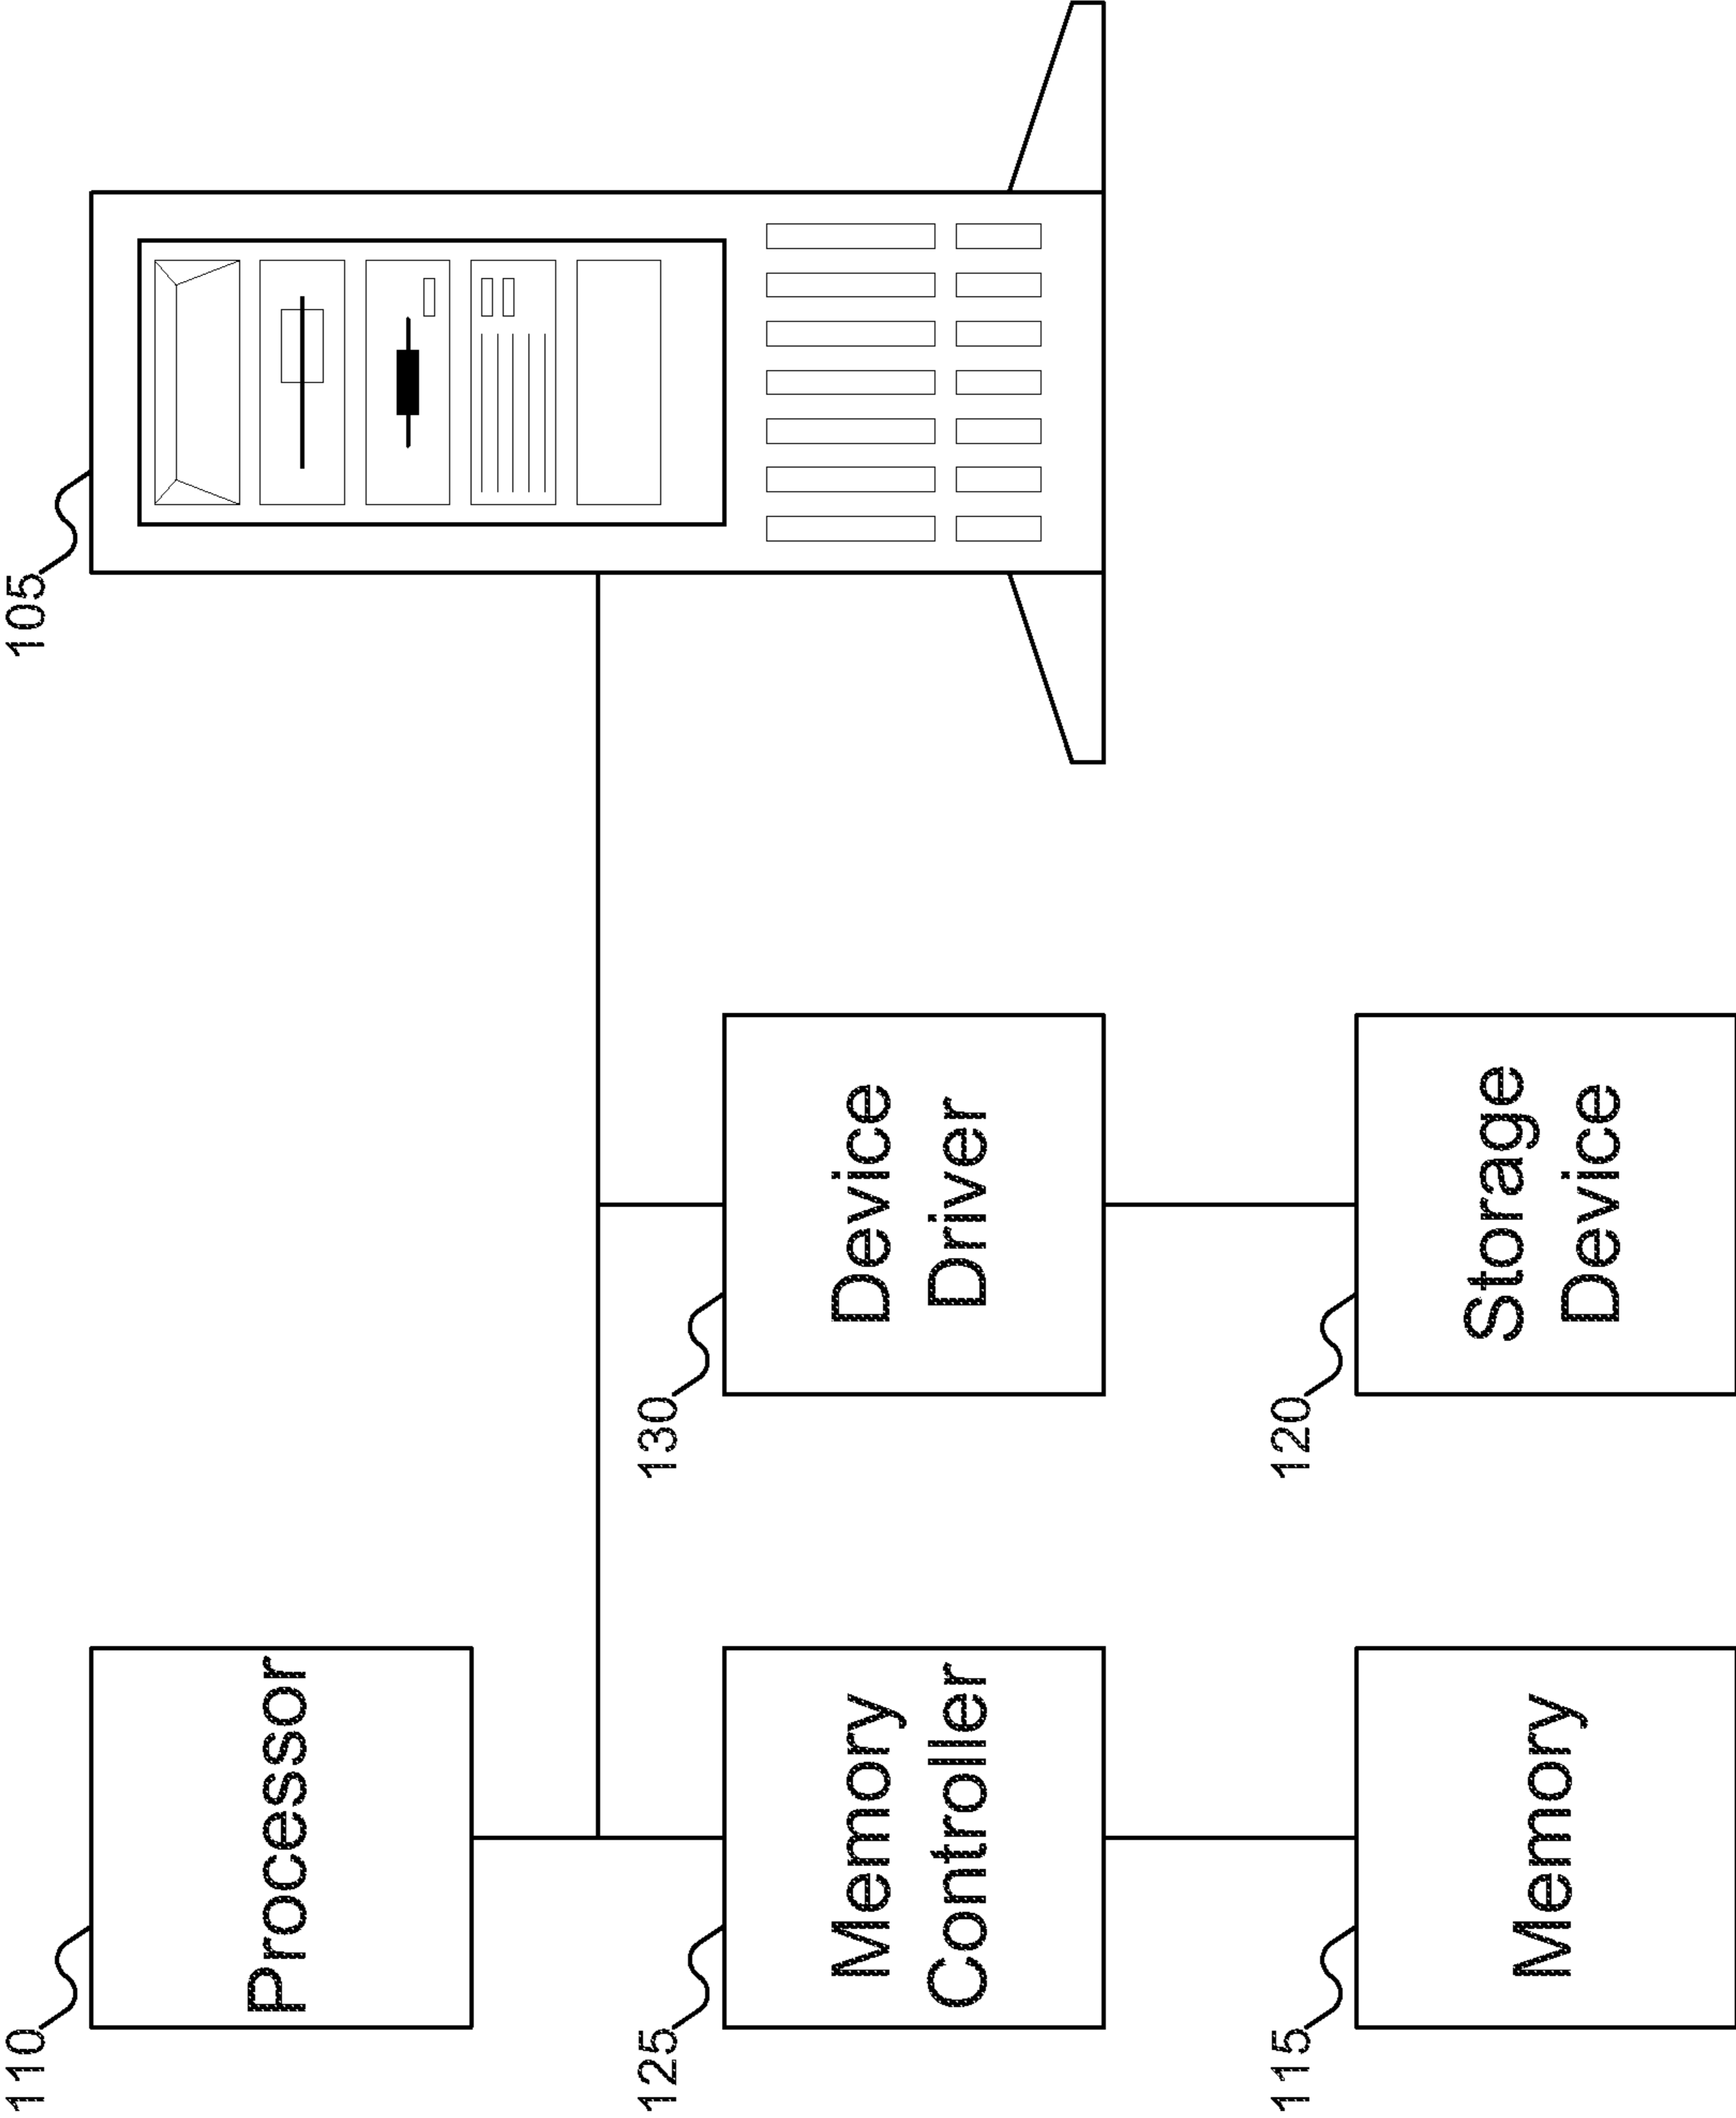 110
Processor
105
125
Memory
Controller
130
Device
Driver
115
Memory
120
Storage
Device